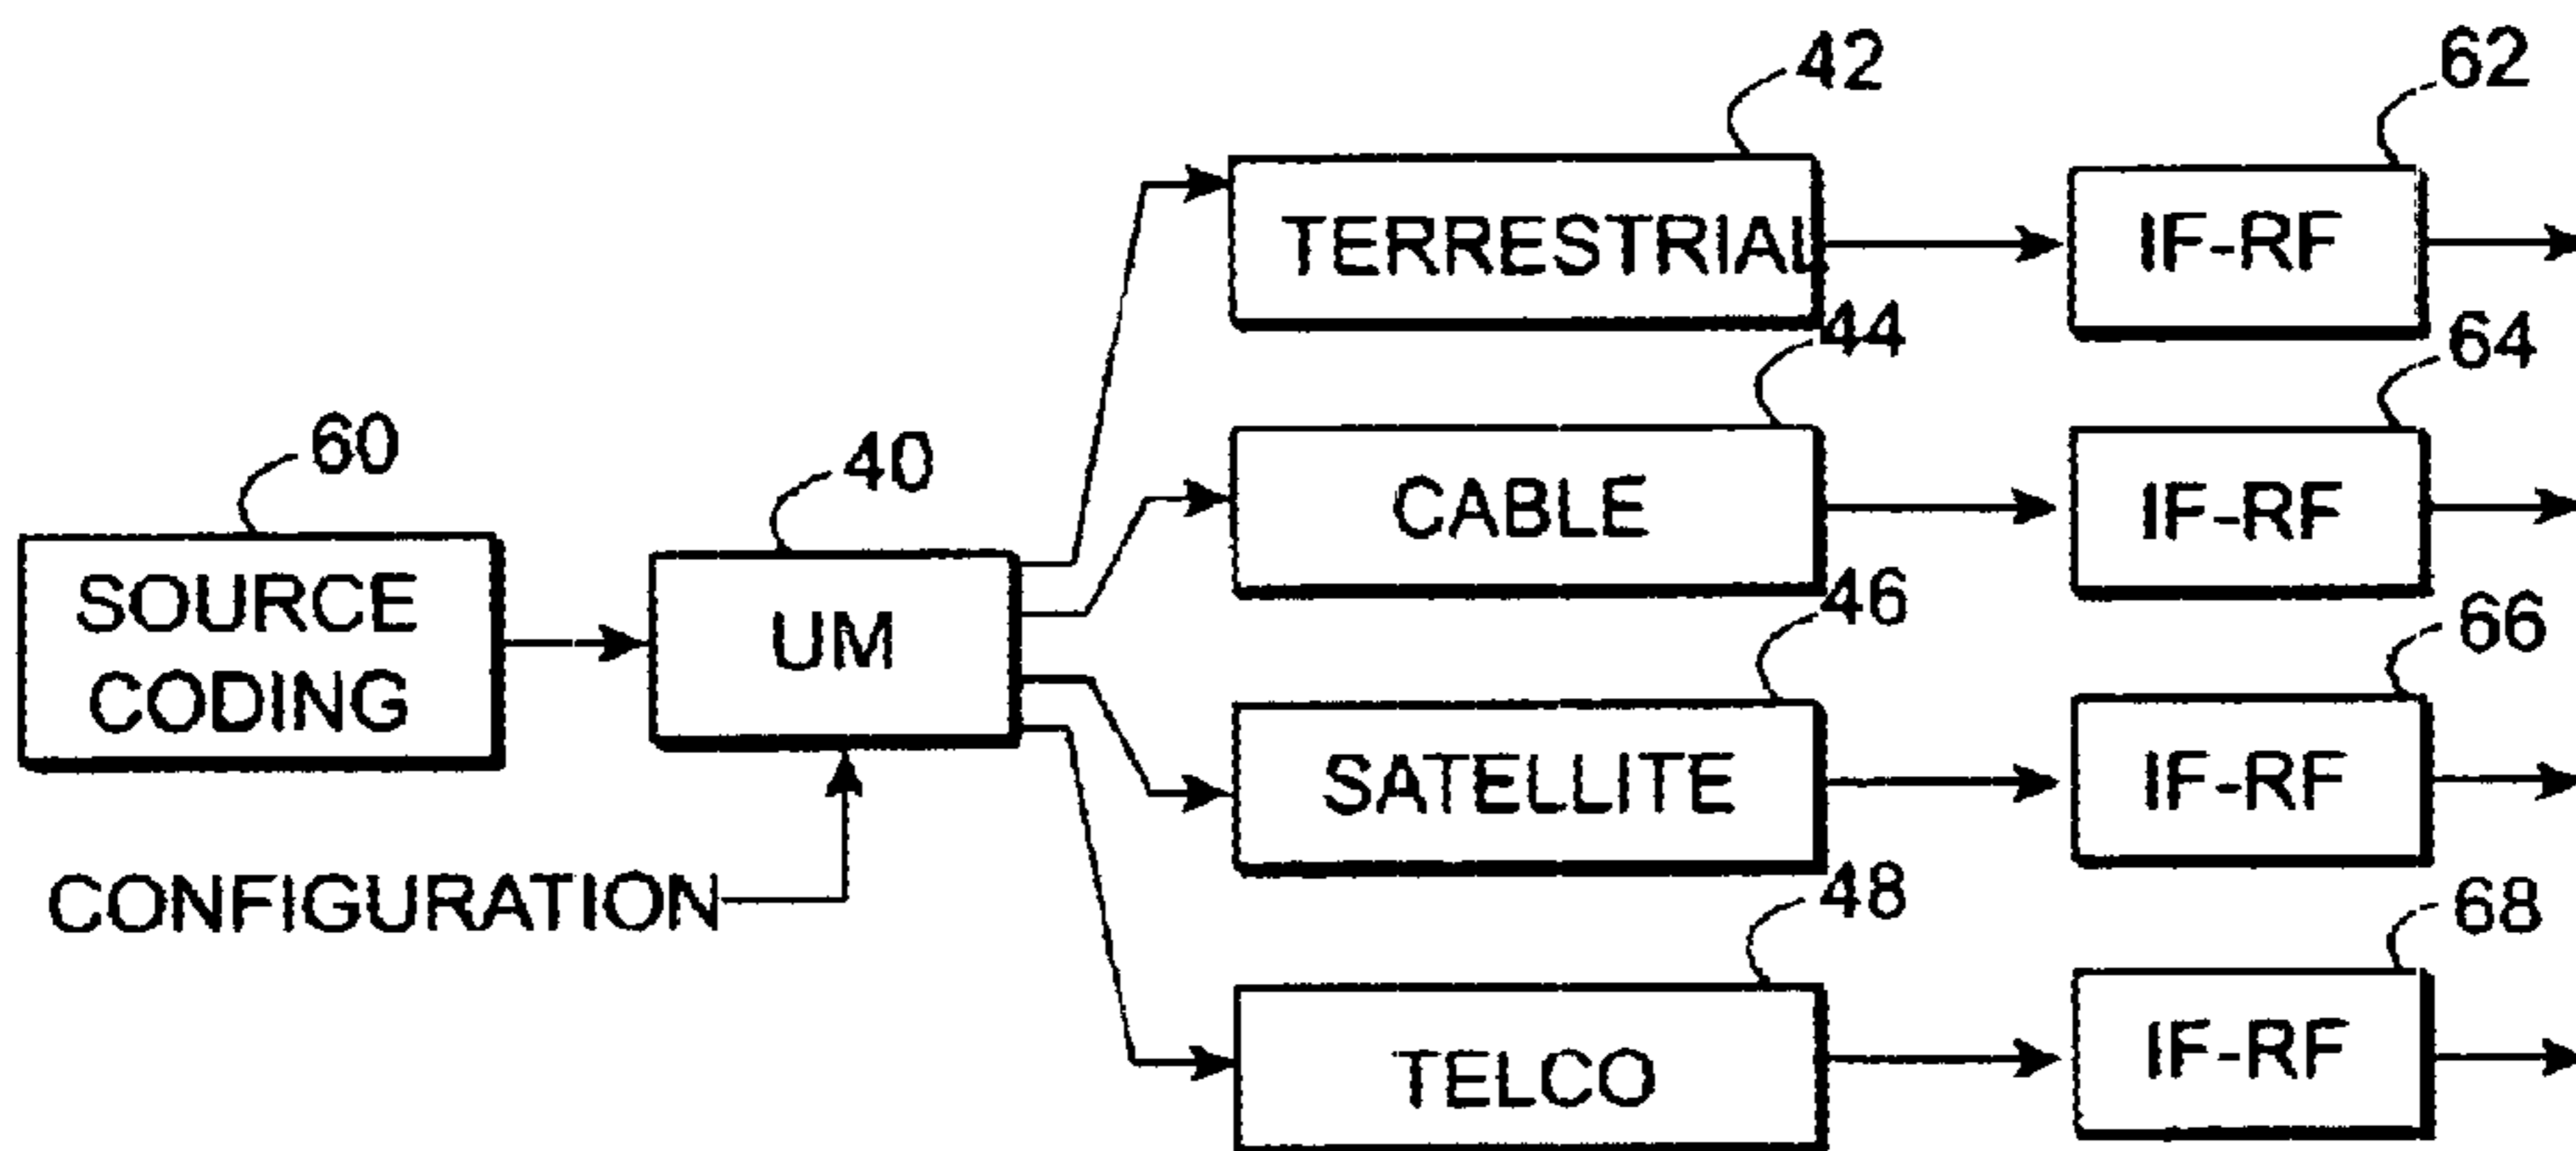 42
62
TERRESTRIAL
IF-RF
44
64
60
40
CABLE
IF-RF
SOURCE
CODING
UM
46
66
SATELLITE
IF-RF
CONFIGURATION
48
68
TELCO
IF-RF